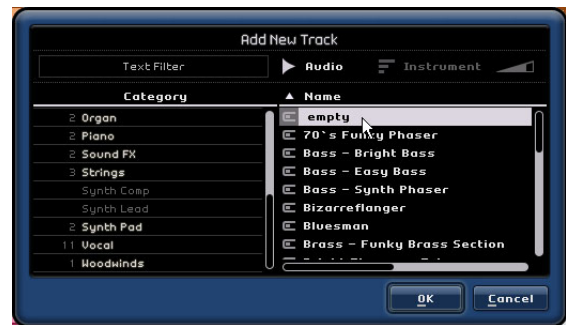 Add New Track
Text Filter
Audio
Instrument
Category
Name
2 Organ
2 Piano
2 Sound FX
3 Strings
Synth Comp
Synth Lead
2 Synth Pad
11 Vocal
1 Woodwinds
empty
70`s Funky Phaser
Bass - Bright Bass
Bass - Easy Bass
Bass - Synth Phaser
Bizarreflanger
Bluesman
Brass - Funky Brass Section
OK
Cancel